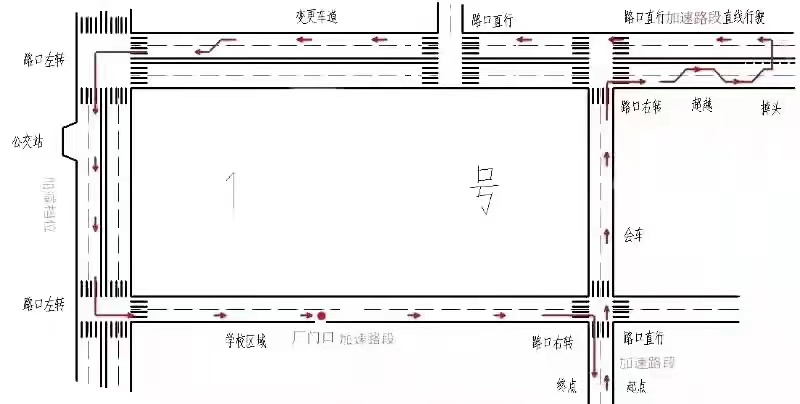 变更车道
路口直行
路口直行加速路段直线行驶
路口左转
路口右转
超越
掉头
公交站
加减档位
1号
会车
路口左转
学校区域
厂门口 加速路段
路口右转
路口直行
加速路段
终点
起点